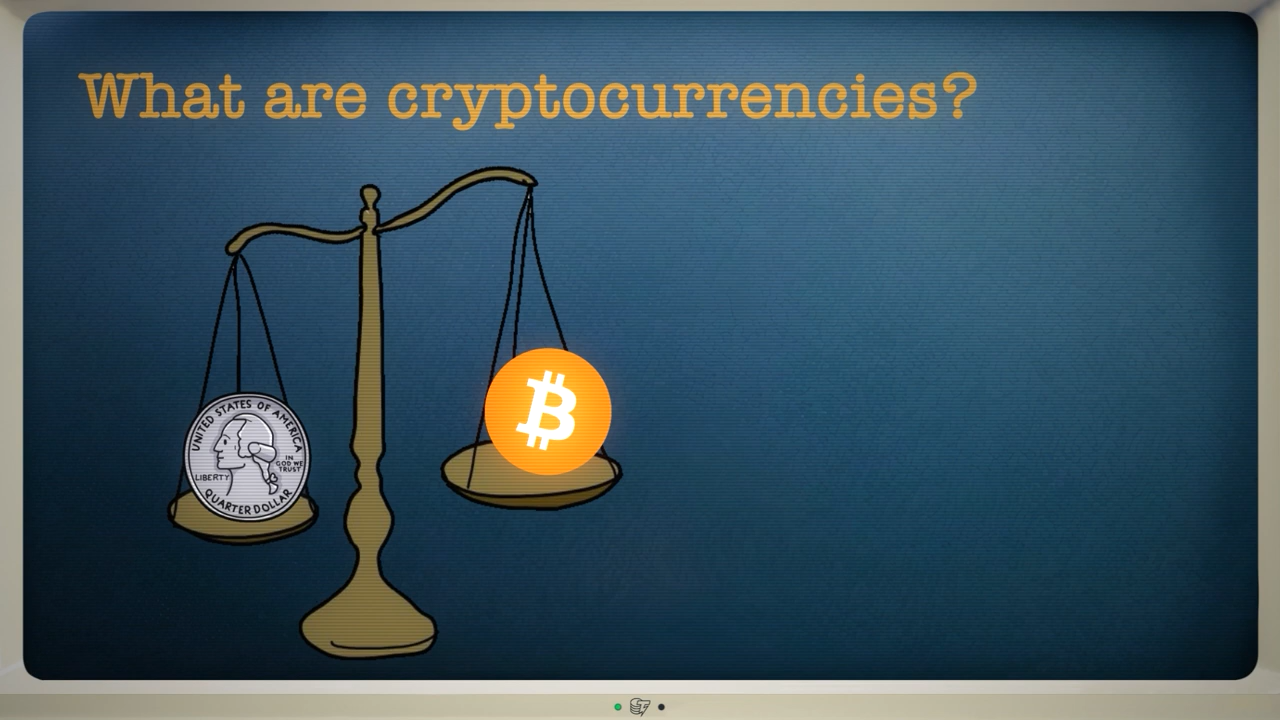 What are cryptocurrencies?
UNITED STATES OF AMERICA
LIBERTY
IN
GOD WE
TRUST
QUARTER DOLLAR